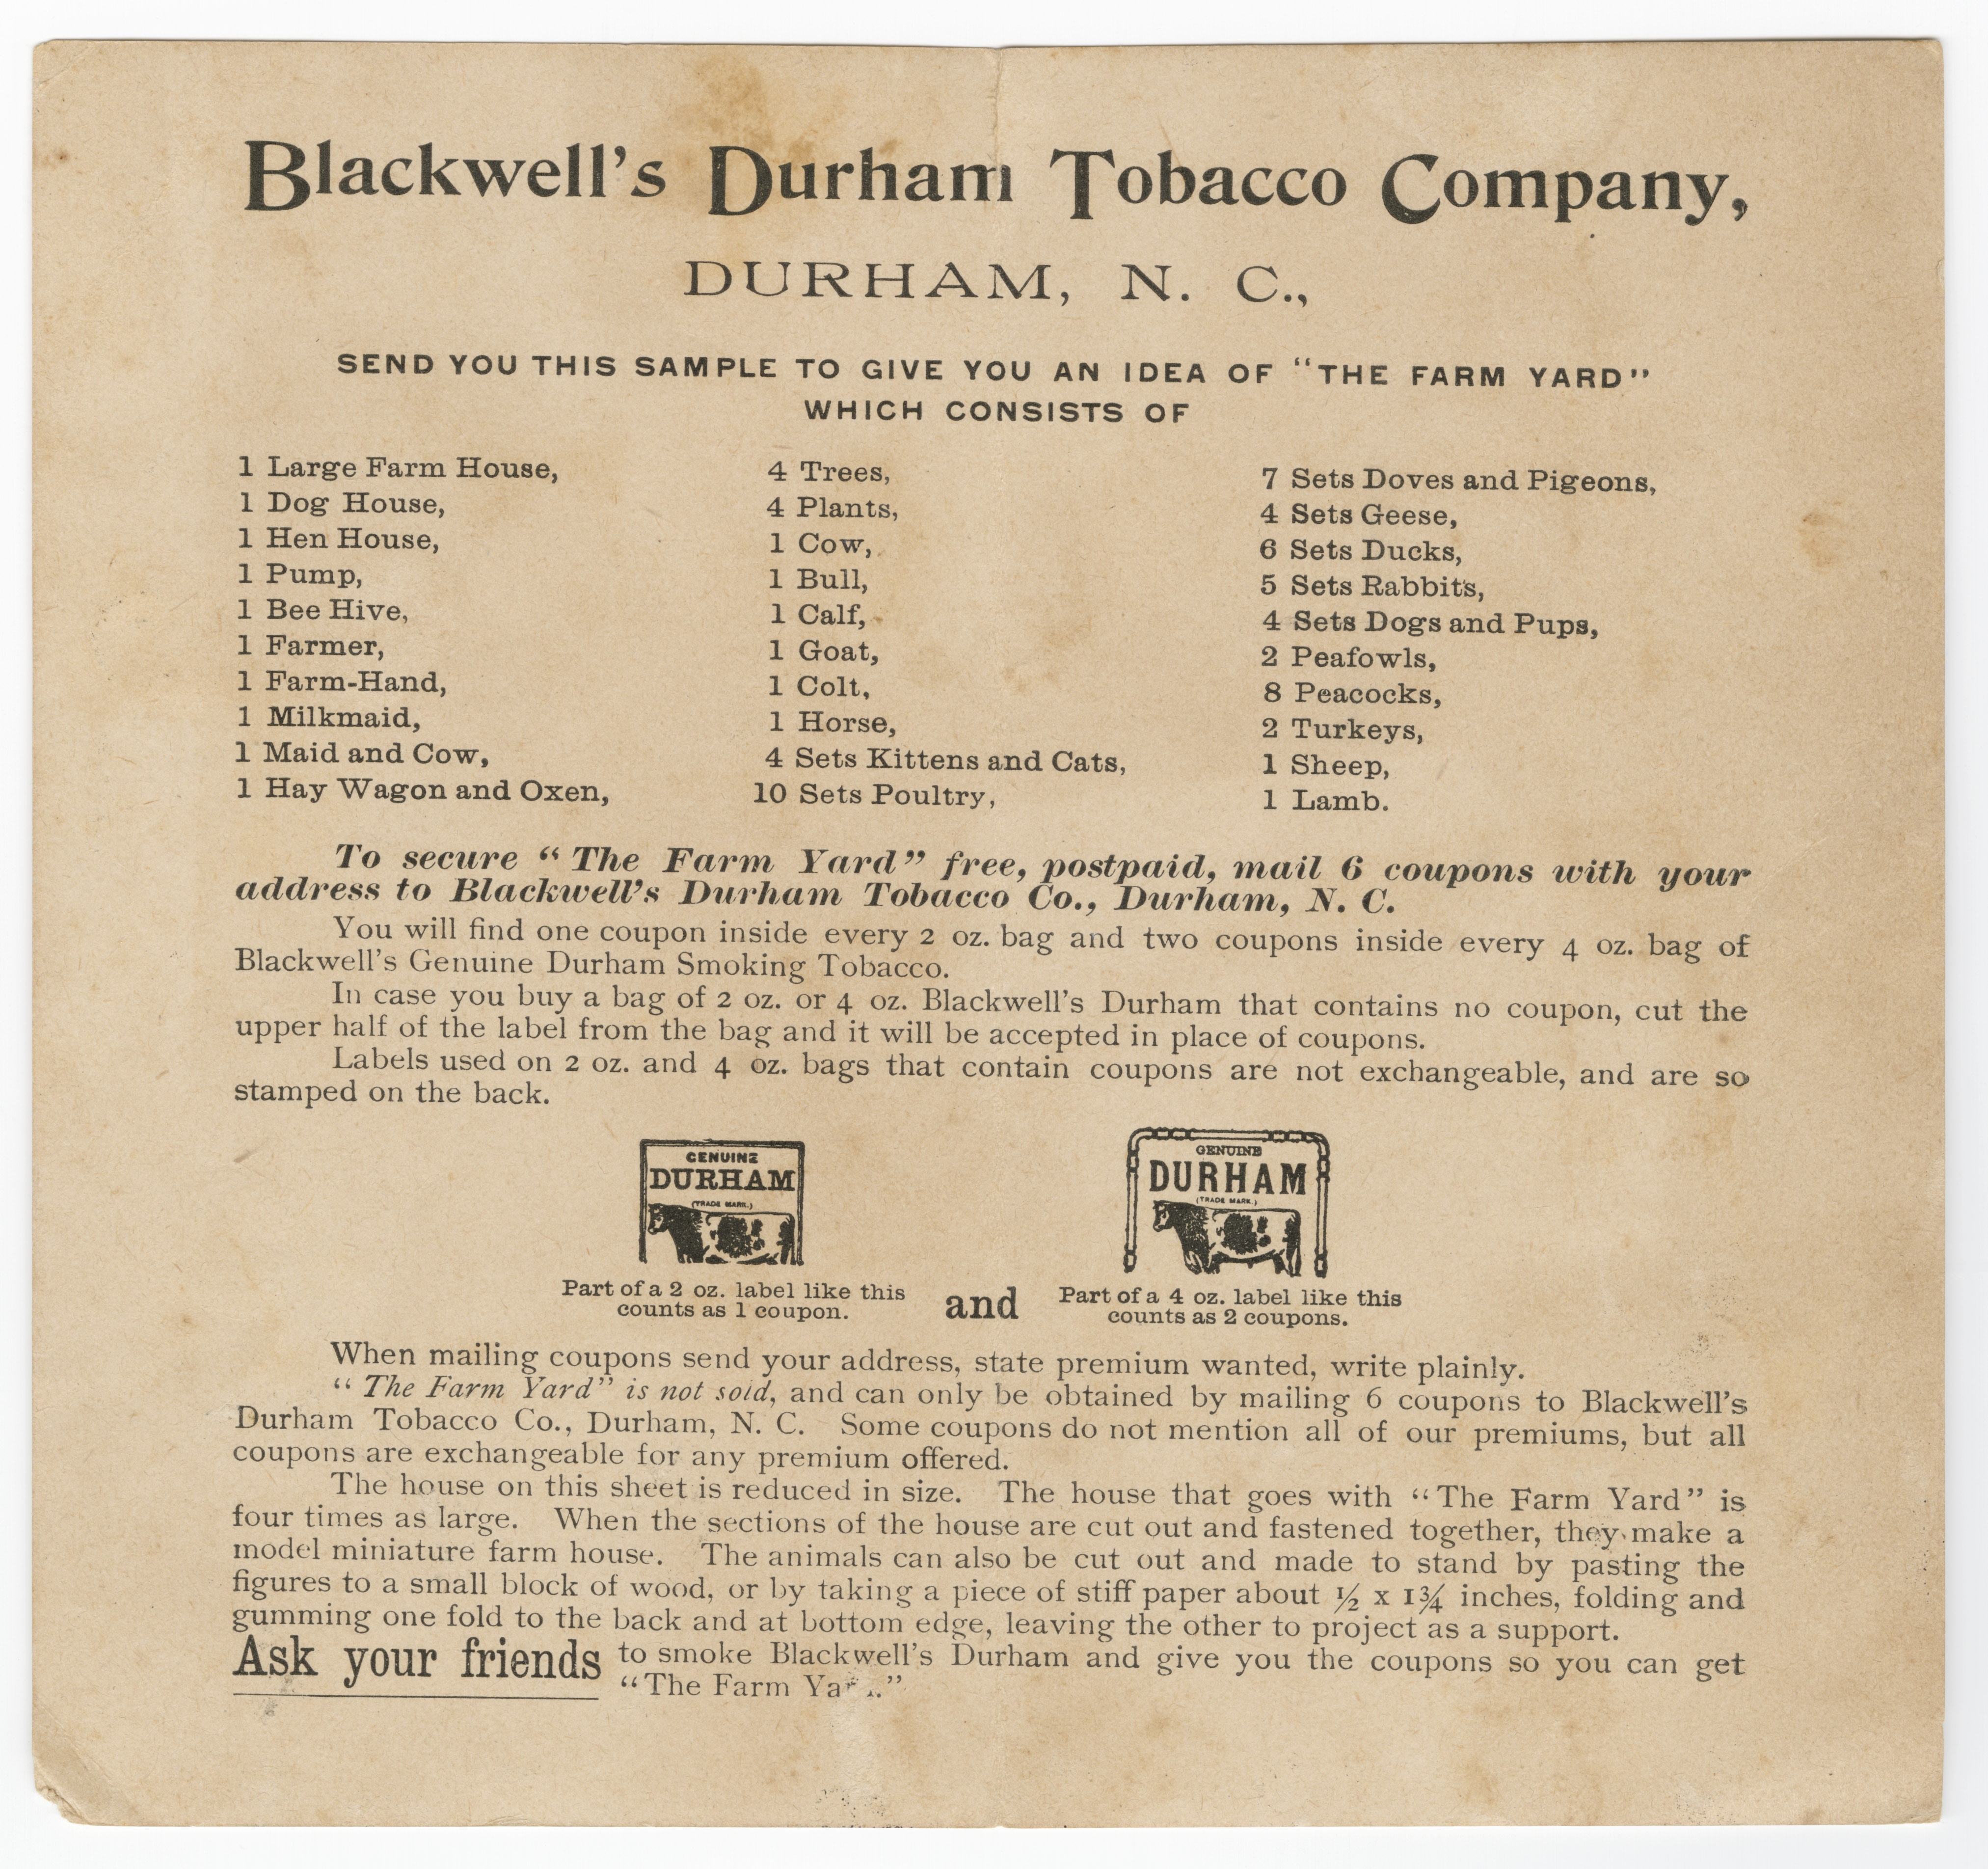 Blackwell's Durham Tobacco Company,
DURHAM, N. C.,
SEND YOU THIS SAMPLE TO GIVE YOU AN IDEA OF "THE FARM YARD"
WHICH CONSISTS OF
1 Large Farm House,
1 Dog House,
1 Hen House,
1 Pump,
1 Bee Hive,
1 Farmer,
1 Farm-Hand,
1 Milkmaid,
1 Maid and Cow,
1 Hay Wagon and Oxen,
4 Trees,
4 Plants,
1 Cow,
1 Bull,
1 Calf,
1 Goat,
1 Colt,
1 Horse,
4 Sets Kittens and Cats,
10 Sets Poultry,
7 Sets Doves and Pigeons,
4 Sets Geese,
6 Sets Ducks,
5 Sets Rabbits,
4 Sets Dogs and Pups,
2 Peafowls,
8 Peacocks,
2 Turkeys,
1 Sheep,
1 Lamb.
To secure "The Farm Yard" free, postpaid, mail 6 coupons with your
address to Blackwell's Durham Tobacco Co., Durham, N. C.
You will find one coupon inside every 2 oz. bag and two coupons inside every 4 oz. bag of
Blackwell's Genuine Durham Smoking Tobacco.
In case you buy a bag of 2 oz. or 4 oz. Blackwell's Durham that contains no coupon, cut the
upper half of the label from the bag and it will be accepted in place of coupons.
Labels used on 2 oz. and 4 oz. bags that contain coupons are not exchangeable, and are so
stamped on the back.
GENUINE
DURHAM
(TRADE MARK.)
Part of a 2 oz. label like this
counts as 1 coupon.
and
GENUINE
DURHAM
(TRADE MARK.)
Part of a 4 oz. label like this
counts as 2 coupons.
When mailing coupons send your address, state premium wanted, write plainly.
"The Farm Yard" is not sold, and can only be obtained by mailing 6 coupons to Blackwell's
Durham Tobacco Co., Durham, N. C. Some coupons do not mention all of our premiums, but all
coupons are exchangeable for any premium offered.
The house on this sheet is reduced in size. The house that goes with "The Farm Yard" is
four times as large. When the sections of the house are cut out and fastened together, they make a
model miniature farm house. The animals can also be cut out and made to stand by pasting the
figures to a small block of wood, or by taking a piece of stiff paper about ½ x 1¾ inches, folding and
gumming one fold to the back and at bottom edge, leaving the other to project as a support.
Ask your friends to smoke Blackwell's Durham and give you the coupons so you can get
"The Farm Yard."